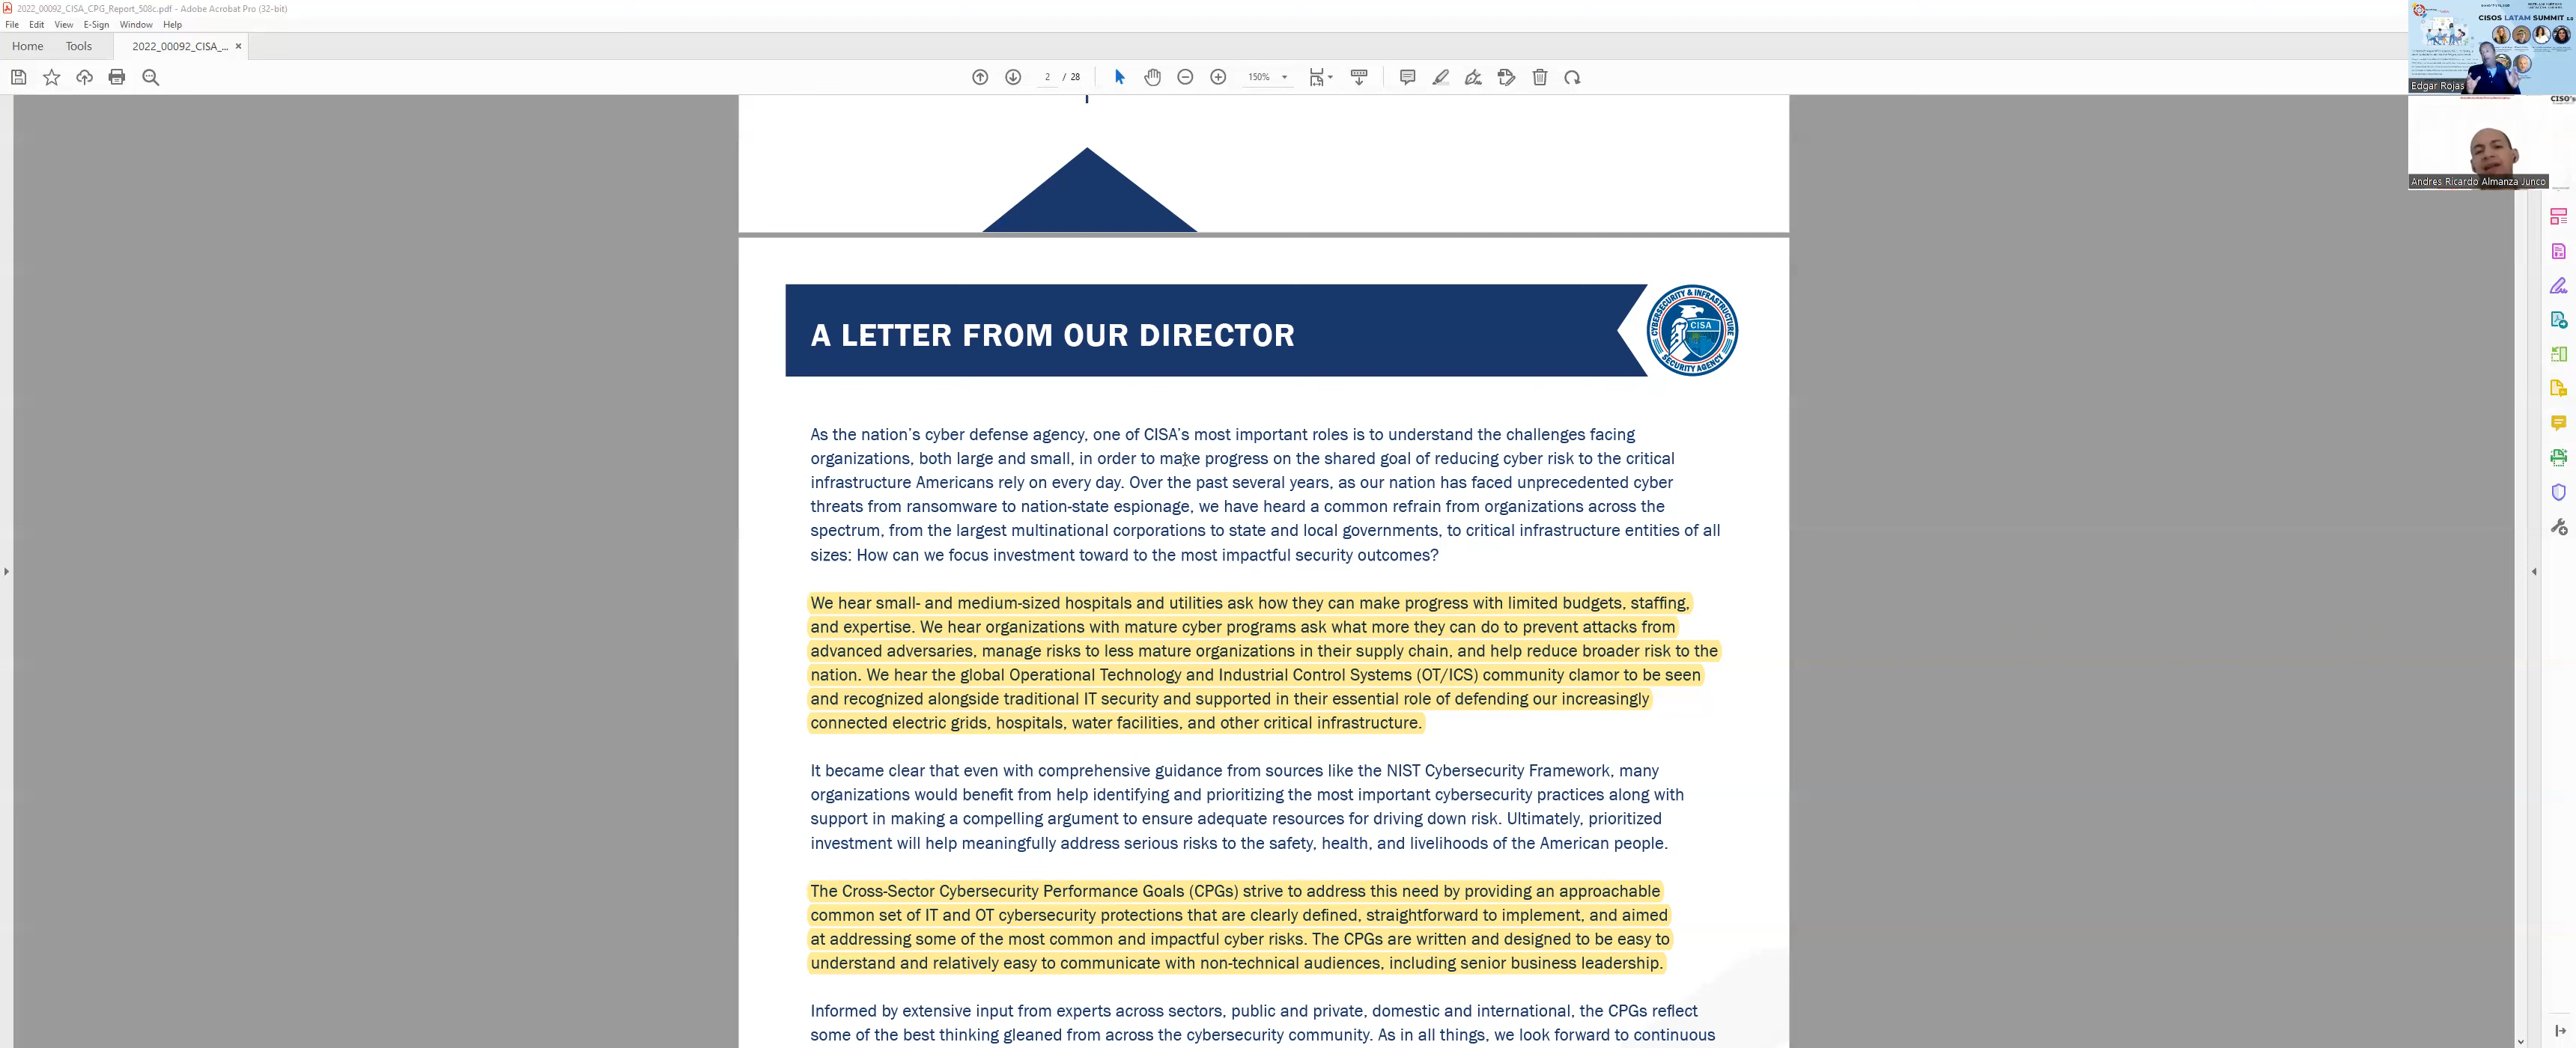 2022_00092_CISA_CPG_Report_508c.pdf - Adobe Acrobat Pro (32-bit)
File Edit View E-Sign Window Help
Home Tools 2022_00092_CISA_... ×
2 / 28 150%
A LETTER FROM OUR DIRECTOR
CYBERSECURITY & INFRASTRUCTURE
CISA
SECURITY AGENCY
As the nation's cyber defense agency, one of CISA's most important roles is to understand the challenges facing
organizations, both large and small, in order to make progress on the shared goal of reducing cyber risk to the critical
infrastructure Americans rely on every day. Over the past several years, as our nation has faced unprecedented cyber
threats from ransomware to nation-state espionage, we have heard a common refrain from organizations across the
spectrum, from the largest multinational corporations to state and local governments, to critical infrastructure entities of all
sizes: How can we focus investment toward to the most impactful security outcomes?
We hear small- and medium-sized hospitals and utilities ask how they can make progress with limited budgets, staffing,
and expertise. We hear organizations with mature cyber programs ask what more they can do to prevent attacks from
advanced adversaries, manage risks to less mature organizations in their supply chain, and help reduce broader risk to the
nation. We hear the global Operational Technology and Industrial Control Systems (OT/ICS) community clamor to be seen
and recognized alongside traditional IT security and supported in their essential role of defending our increasingly
connected electric grids, hospitals, water facilities, and other critical infrastructure.
It became clear that even with comprehensive guidance from sources like the NIST Cybersecurity Framework, many
organizations would benefit from help identifying and prioritizing the most important cybersecurity practices along with
support in making a compelling argument to ensure adequate resources for driving down risk. Ultimately, prioritized
investment will help meaningfully address serious risks to the safety, health, and livelihoods of the American people.
The Cross-Sector Cybersecurity Performance Goals (CPGs) strive to address this need by providing an approachable
common set of IT and OT cybersecurity protections that are clearly defined, straightforward to implement, and aimed
at addressing some of the most common and impactful cyber risks. The CPGs are written and designed to be easy to
understand and relatively easy to communicate with non-technical audiences, including senior business leadership.
Informed by extensive input from experts across sectors, public and private, domestic and international, the CPGs reflect
some of the best thinking gleaned from across the cybersecurity community. As in all things, we look forward to continuous
CISOS LATAM SUMMIT
Edgar Rojas
CISO's
Andres Ricardo Almanza Junco